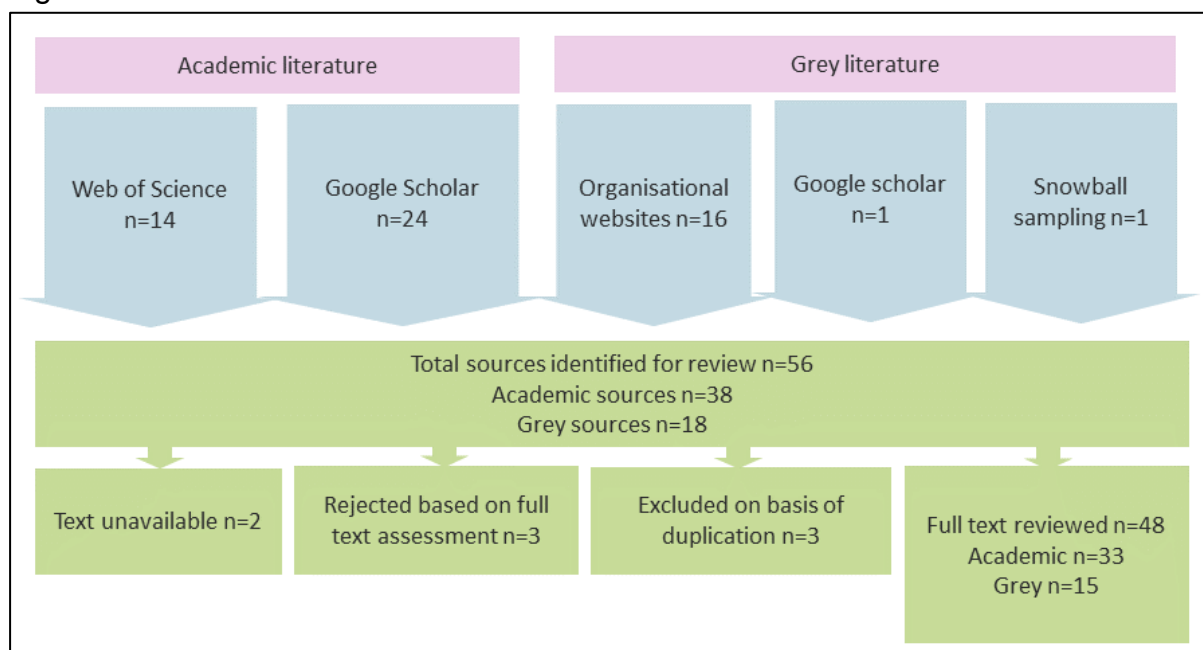 Academic literature
Grey literature
Web of Science
n=14
Google Scholar
n=24
Organisational
websites n=16
Google scholar
n=1
Snowball
sampling n=1
Total sources identified for review n=56
Academic sources n=38
Grey sources n=18
Text unavailable n=2
Rejected based on full
text assessment n=3
Excluded on basis of
duplication n=3
Full text reviewed n=48
Academic n=33
Grey n=15